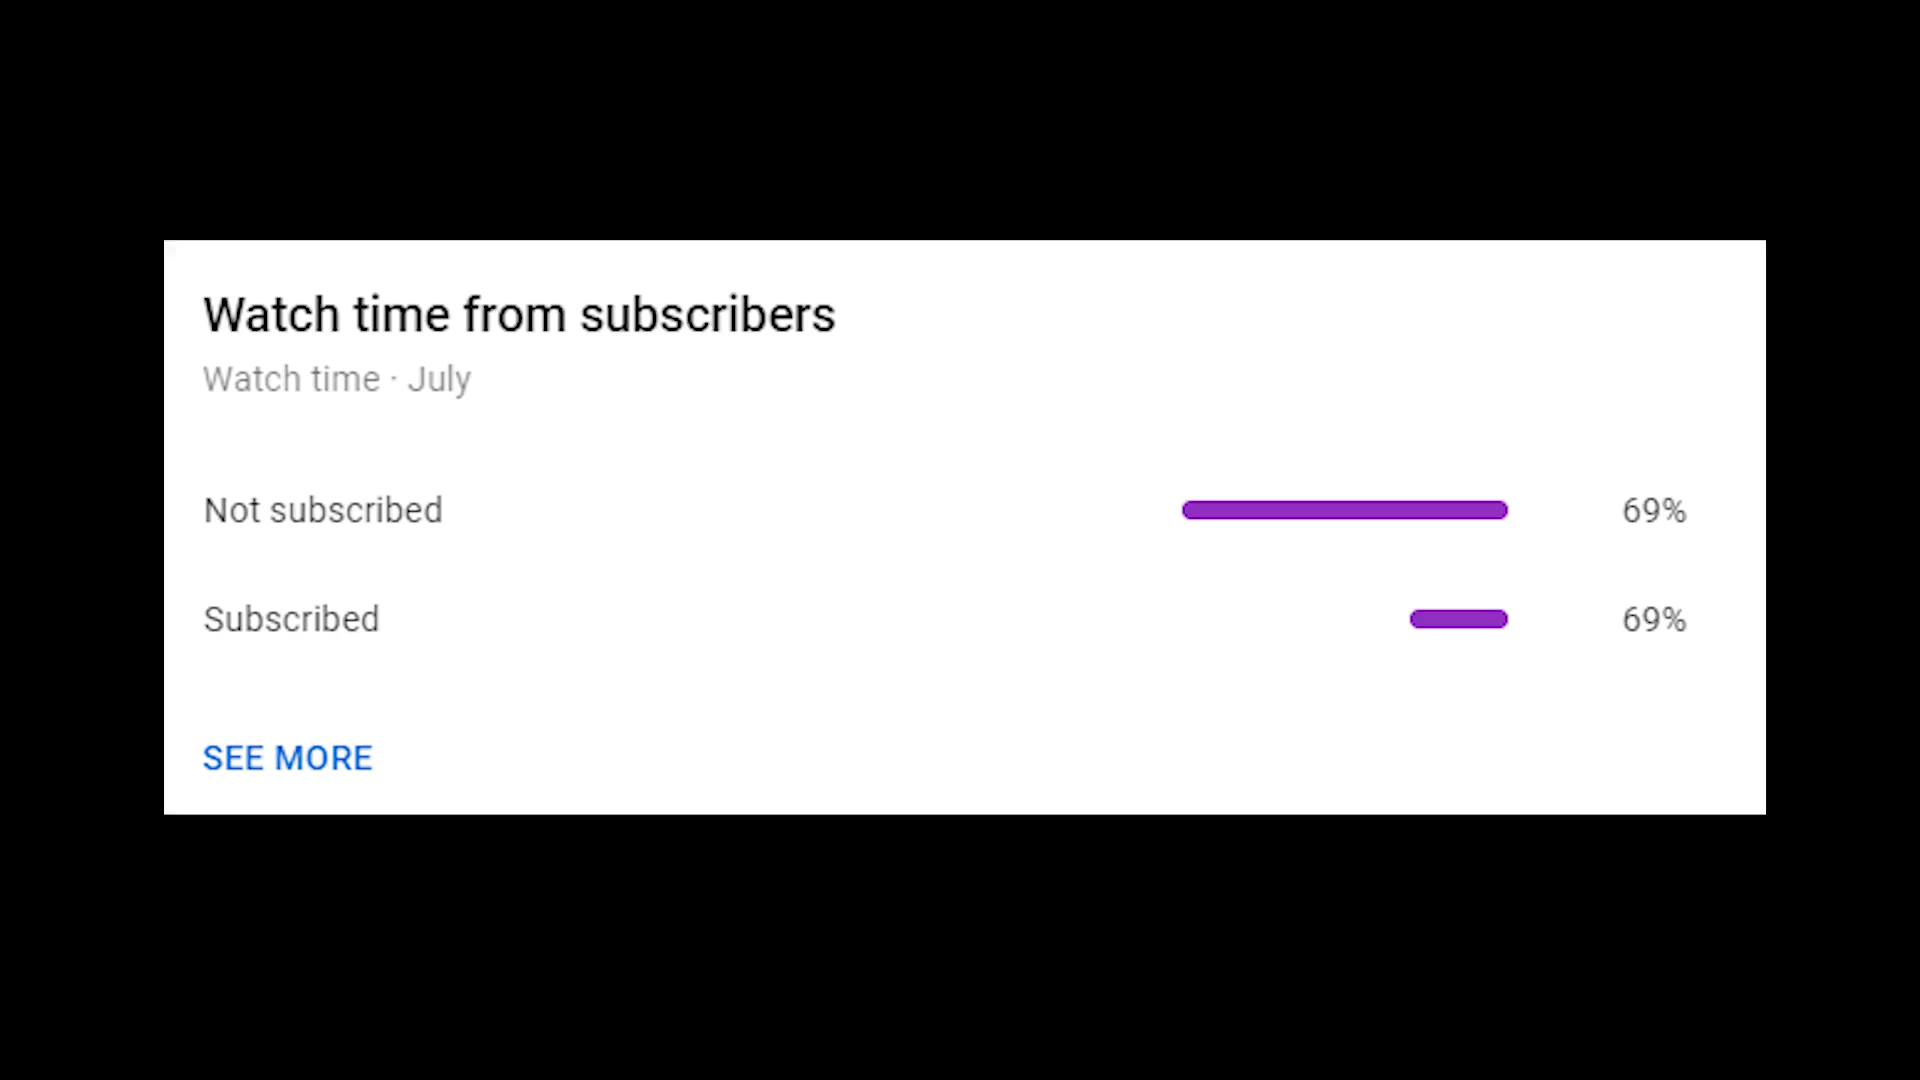 Watch time from subscribers
Watch time · July
Not subscribed 69%
Subscribed 69%
SEE MORE